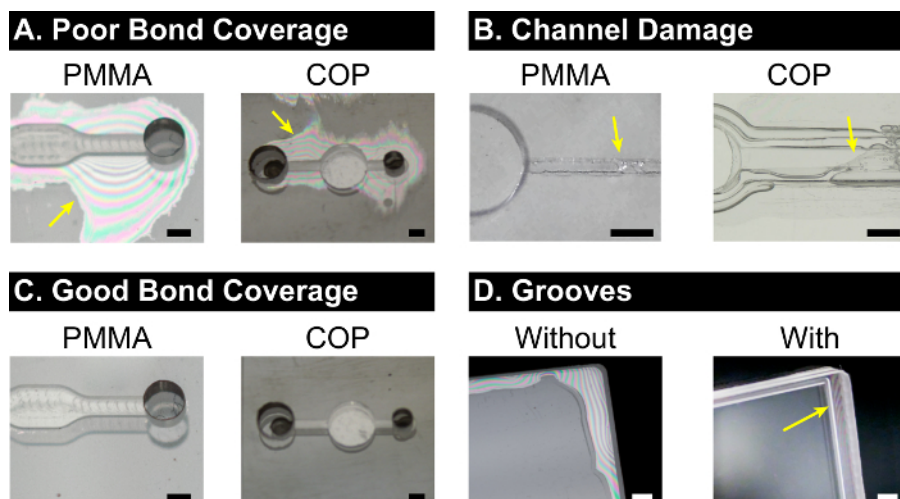 A. Poor Bond Coverage
PMMA
COP
B. Channel Damage
PMMA
COP
C. Good Bond Coverage
PMMA
COP
D. Grooves
Without
With